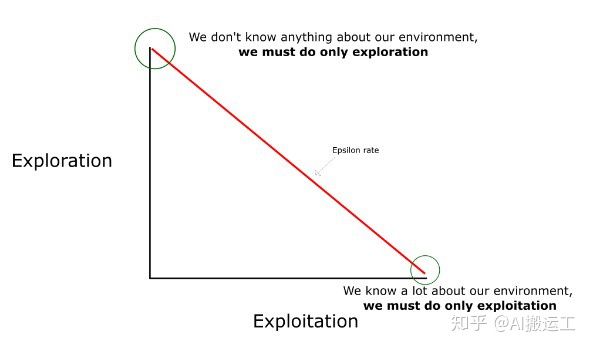 We don't know anything about our environment,
we must do only exploration
Epsilon rate
Exploration
We know a lot about our environment,
we must do only exploitation
Exploitation
知乎 @AI搬运工